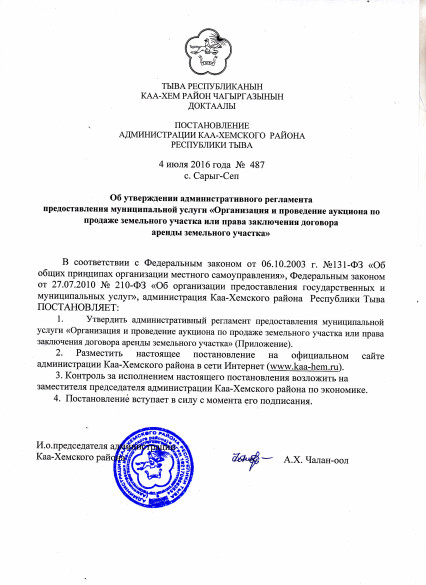 ТЫВА РЕСПУБЛИКАНЫН
КАА-ХЕМ РАЙОН ЧАГЫРГАЗЫНЫН
ДОКТААЛЫ
ПОСТАНОВЛЕНИЕ
АДМИНИСТРАЦИИ КАА-ХЕМСКОГО РАЙОНА
РЕСПУБЛИКИ ТЫВА
4 июля 2016 года № 487
с. Сарыг-Сеп
Об утверждении административного регламента
предоставления муниципальной услуги «Организация и проведение аукциона по
продаже земельного участка или права заключения договора
аренды земельного участка»
В соответствии с Федеральным законом от 06.10.2003 г. №131-ФЗ «Об
общих принципах организации местного самоуправления», Федеральным законом
от 27.07.2010 № 210-ФЗ «Об организации предоставления государственных и
муниципальных услуг», администрация Каа-Хемского района Республики Тыва
ПОСТАНОВЛЯЕТ:
1. Утвердить административный регламент предоставления муниципальной
услуги «Организация и проведение аукциона по продаже земельного участка или права
заключения договора аренды земельного участка» (Приложение).
2. Разместить настоящее постановление на официальном сайте
администрации Каа-Хемского района в сети Интернет (www.kaa-hem.ru).
3. Контроль за исполнением настоящего постановления возложить на
заместителя председателя администрации Каа-Хемского района по экономике.
4. Постановление вступает в силу с момента его подписания.
И.о.председателя администрации
Каа-Хемского района А.Х. Чалан-оол